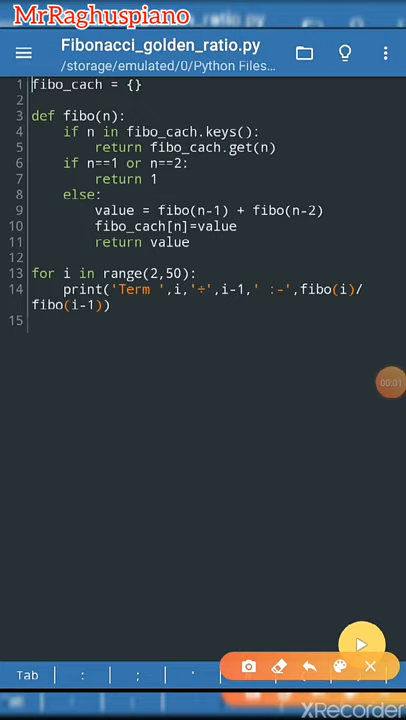 MrRaghuspiano
Fibonacci_golden_ratio.py
/storage/emulated/0/Python Files...
1 fibo_cach = {}
2
3 def fibo(n):
4     if n in fibo_cach.keys():
5         return fibo_cach.get(n)
6     if n==1 or n==2:
7         return 1
8     else:
9         value = fibo(n-1) + fibo(n-2)
10         fibo_cach[n]=value
11         return value
12
13 for i in range(2,50):
14     print('Term ',i,'÷',i-1,' :-',fibo(i)/
fibo(i-1))
15
00:01
Tab : ; '
XRecorder